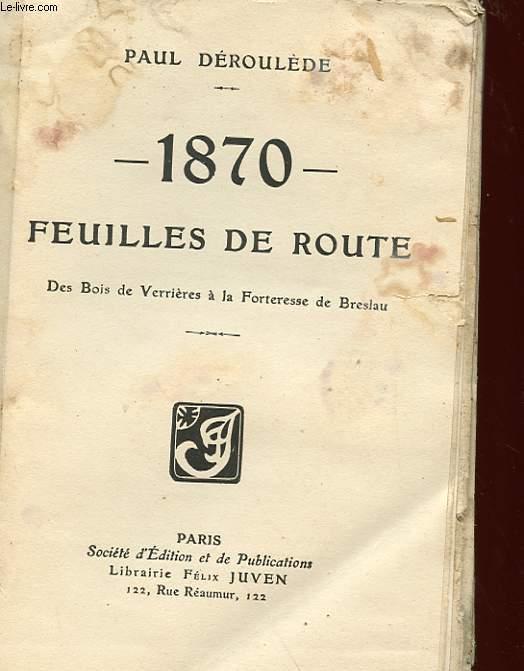 Le-livre.com
PAUL DÉROULÈDE
— 1870 —
FEUILLES DE ROUTE
Des Bois de Verrières à la Forteresse de Breslau
PARIS
Société d'Édition et de Publications
Librairie FÉLIX JUVEN
122, Rue Réaumur, 122